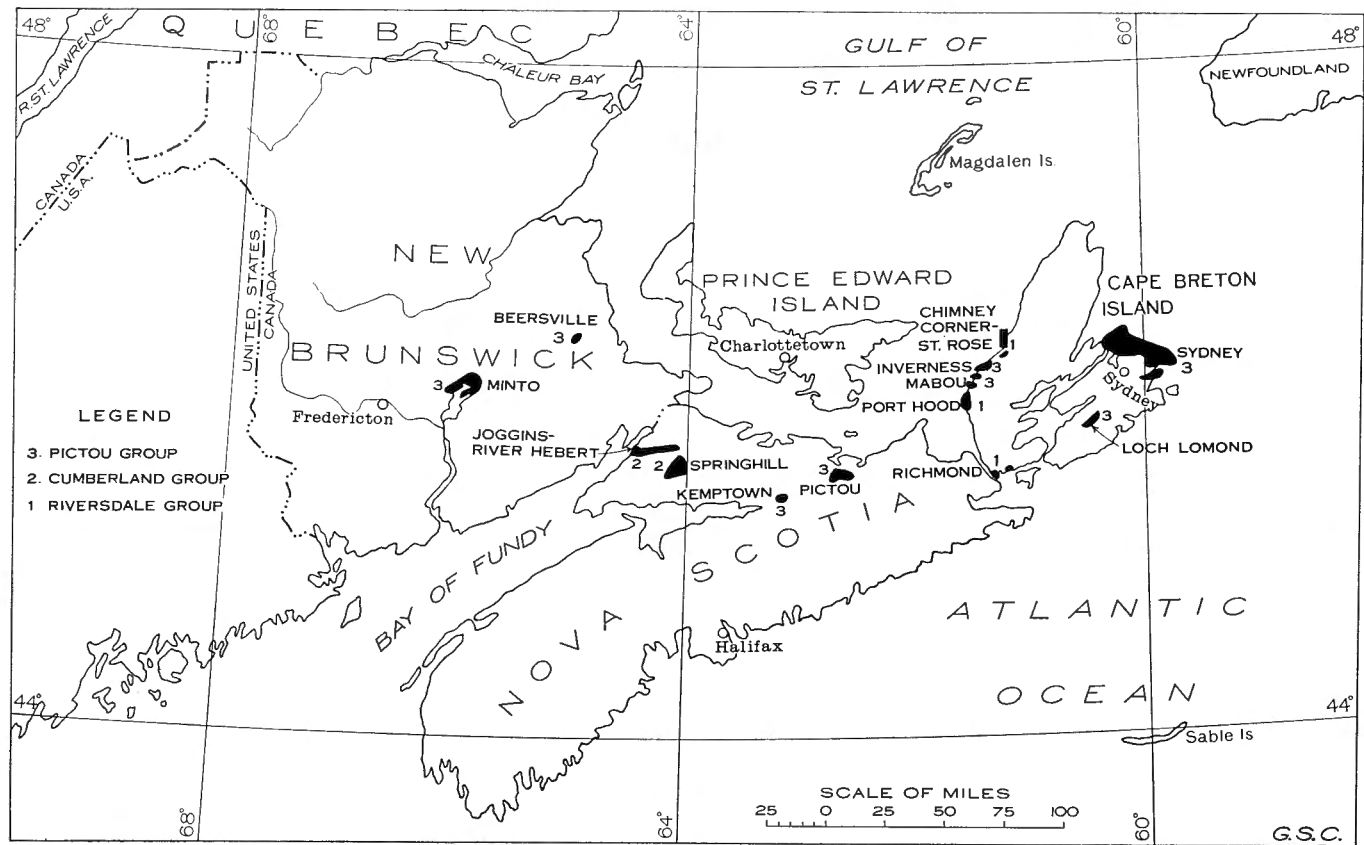 48°
QUEBEC
68°
64°
60°
48°
R. ST. LAWRENCE
CHALEUR BAY
GULF OF
ST. LAWRENCE
NEWFOUNDLAND
Magdalen Is.
CANADA
U.S.A.
UNITED STATES
CANADA
NEW
BRUNSWICK
PRINCE EDWARD
ISLAND
CAPE BRETON
ISLAND
BEERSVILLE
3
Charlottetown
CHIMNEY
CORNER-
ST. ROSE
1
INVERNESS 3
MABOU 3
PORT HOOD 1
SYDNEY
3
Sydney
3 MINTO
Fredericton
LEGEND
3. PICTOU GROUP
2. CUMBERLAND GROUP
1 RIVERSDALE GROUP
JOGGINS-
RIVER HEBERT
2
2 SPRINGHILL
KEMPTOWN
3
3
PICTOU
RICHMOND
1
3
LOCH LOMOND
BAY OF FUNDY
NOVA SCOTIA
Halifax
ATLANTIC
OCEAN
44°
44°
Sable Is
SCALE OF MILES
25 0 25 50 75 100
68°
64°
60°
G.S.C.